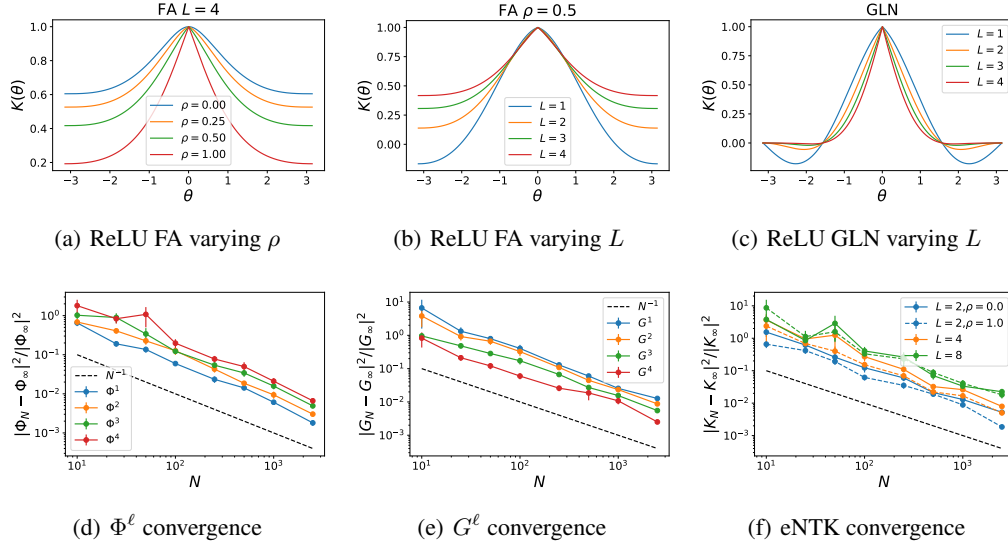 FA L = 4
K(θ)
1.0
0.8
0.6
0.4
0.2
ρ = 0.00
ρ = 0.25
ρ = 0.50
ρ = 1.00
−3 −2 −1 0 1 2 3
θ
(a) ReLU FA varying ρ
FA ρ = 0.5
K(θ)
1.00
0.75
0.50
0.25
0.00
L = 1
L = 2
L = 3
L = 4
−3 −2 −1 0 1 2 3
θ
(b) ReLU FA varying L
GLN
K(θ)
1.00
0.75
0.50
0.25
0.00
L = 1
L = 2
L = 3
L = 4
−3 −2 −1 0 1 2 3
θ
(c) ReLU GLN varying L
|Φ_N − Φ_∞|²/|Φ_∞|²
10⁰
10⁻¹
10⁻²
10⁻³
N⁻¹
Φ¹
Φ²
Φ³
Φ⁴
10¹ 10² 10³
N
(d) Φ^ℓ convergence
|G_N − G_∞|²/|G_∞|²
10¹
10⁰
10⁻¹
10⁻²
10⁻³
N⁻¹
G¹
G²
G³
G⁴
10¹ 10² 10³
N
(e) G^ℓ convergence
|K_N − K_∞|²/|K_∞|²
10¹
10⁰
10⁻¹
10⁻²
10⁻³
L = 2, ρ = 0.0
L = 2, ρ = 1.0
L = 4
L = 8
10¹ 10² 10³
N
(f) eNTK convergence